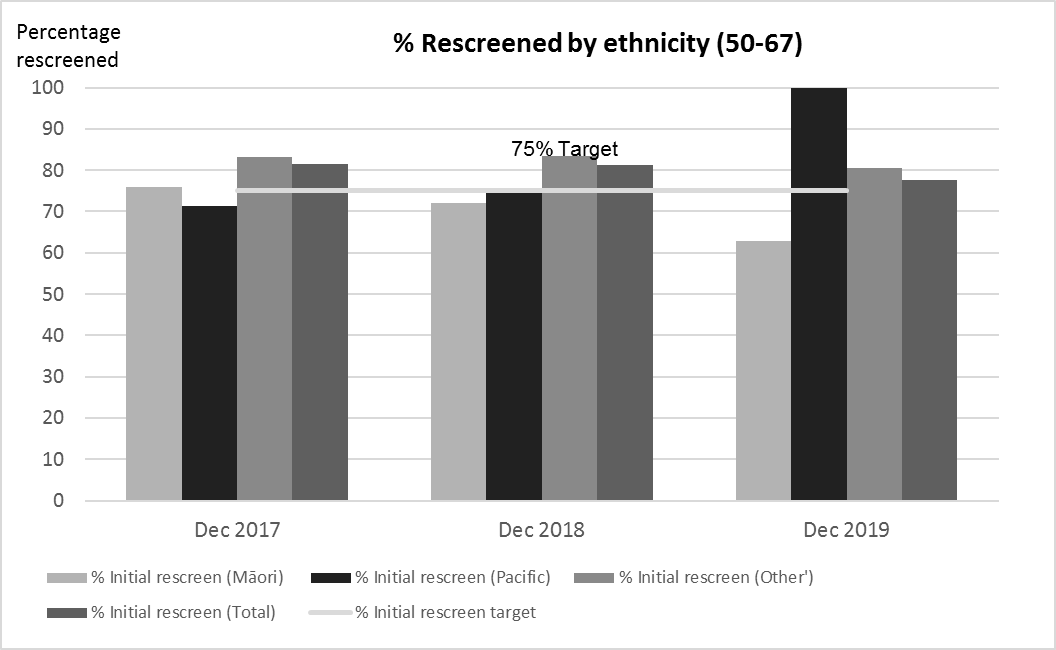 Percentage
rescreened
% Rescreened by ethnicity (50-67)
100
90
80
70
60
50
40
30
20
10
0
75% Target
Dec 2017
Dec 2018
Dec 2019
% Initial rescreen (Māori)
% Initial rescreen (Pacific)
% Initial rescreen (Other')
% Initial rescreen (Total)
% Initial rescreen target